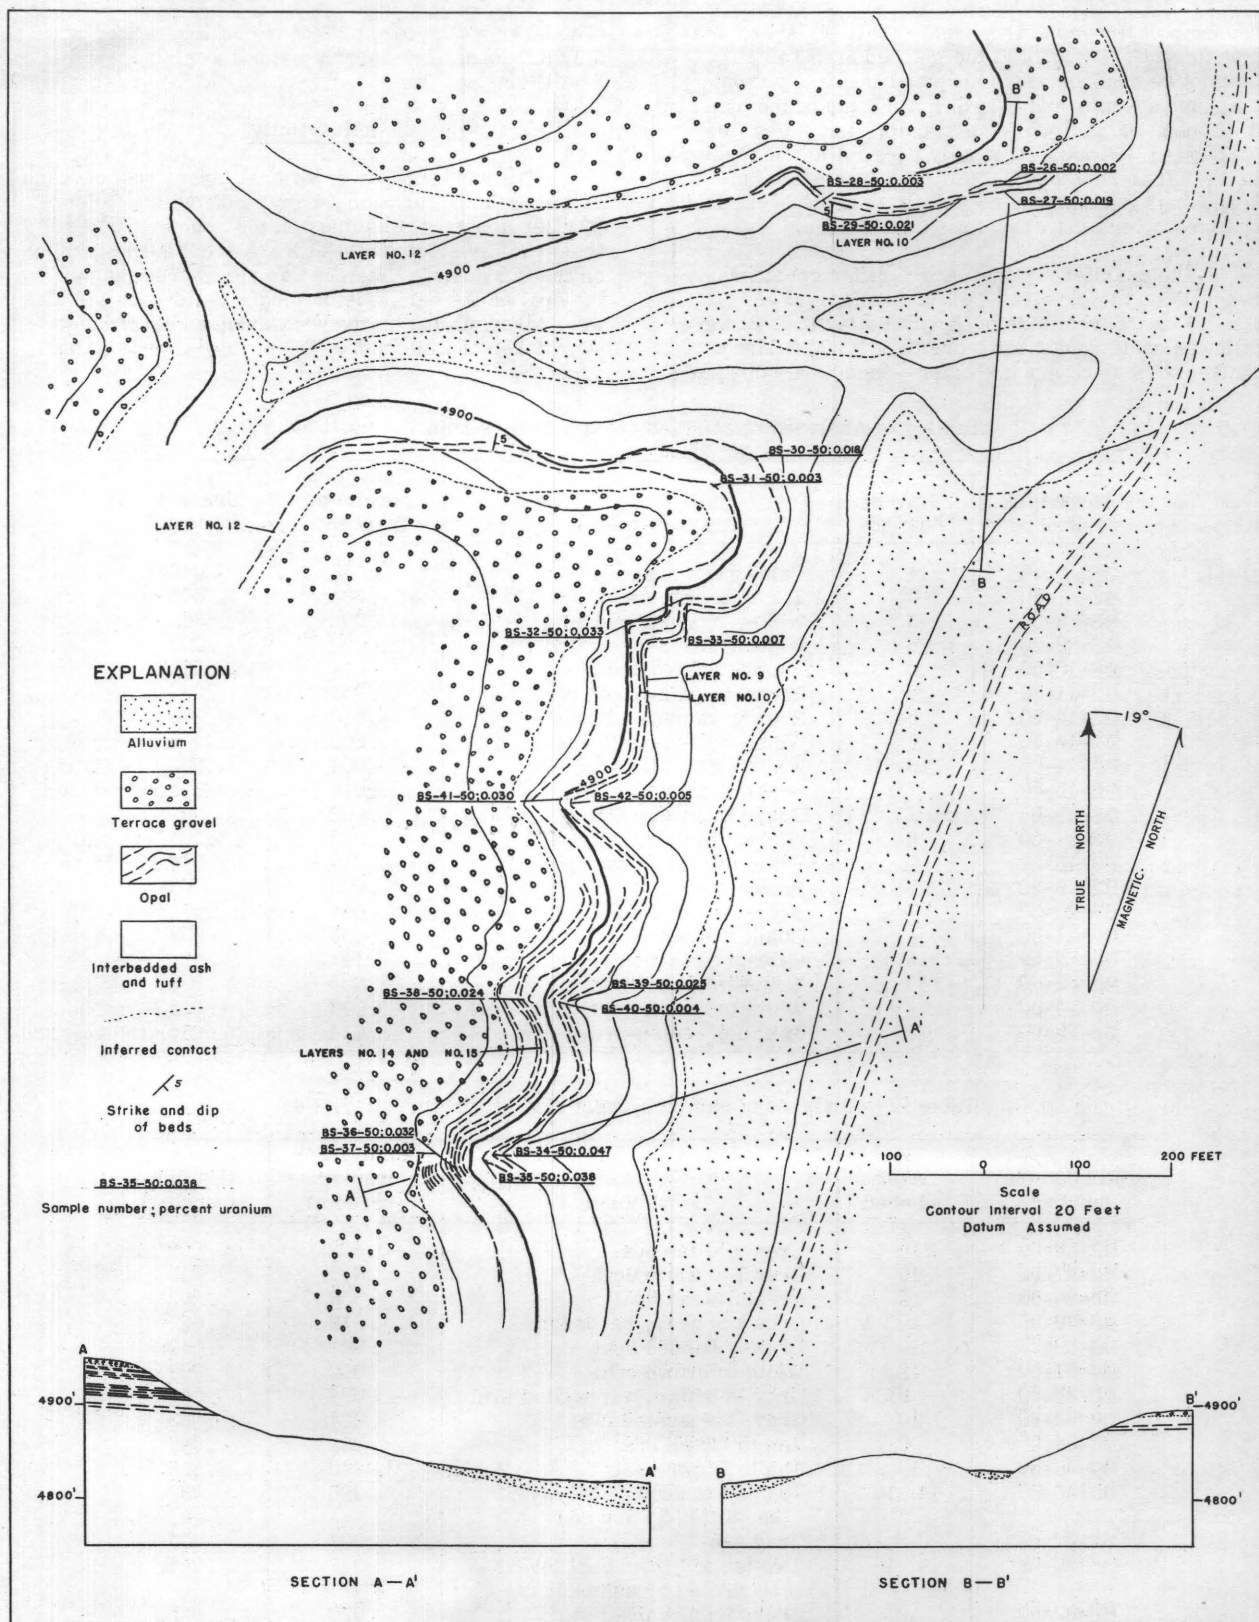 B'
BS-28-50;0.003
BS-26-50;0.002
5
BS-27-50;0.019
BS-29-50;0.021
LAYER NO.10
LAYER NO. 12
4900
4900
5
BS-30-50;0.018
BS-31-50;0.003
LAYER NO. 12
B
ROAD
BS-32-50;0.033
BS-33-50;0.007
LAYER NO. 9
LAYER NO.10
4900
BS-41-50;0.030
BS-42-50;0.005
BS-39-50;0.025
BS-38-50;0.024
BS-40-50;0.004
A'
LAYERS NO. 14 AND NO. 15
BS-36-50;0.032
BS-37-50;0.003
BS-34-50;0.047
BS-35-50;0.038
A
EXPLANATION
Alluvium
Terrace gravel
Opal
Interbedded ash
and tuff
Inferred contact
5
Strike and dip
of beds
BS-35-50:0.038
Sample number; percent uranium
19°
TRUE NORTH
MAGNETIC NORTH
100 0 100 200 FEET
Scale
Contour Interval 20 Feet
Datum Assumed
A
4900'
4800'
A'
SECTION A—A'
B
B'
4900'
4800'
SECTION B—B'